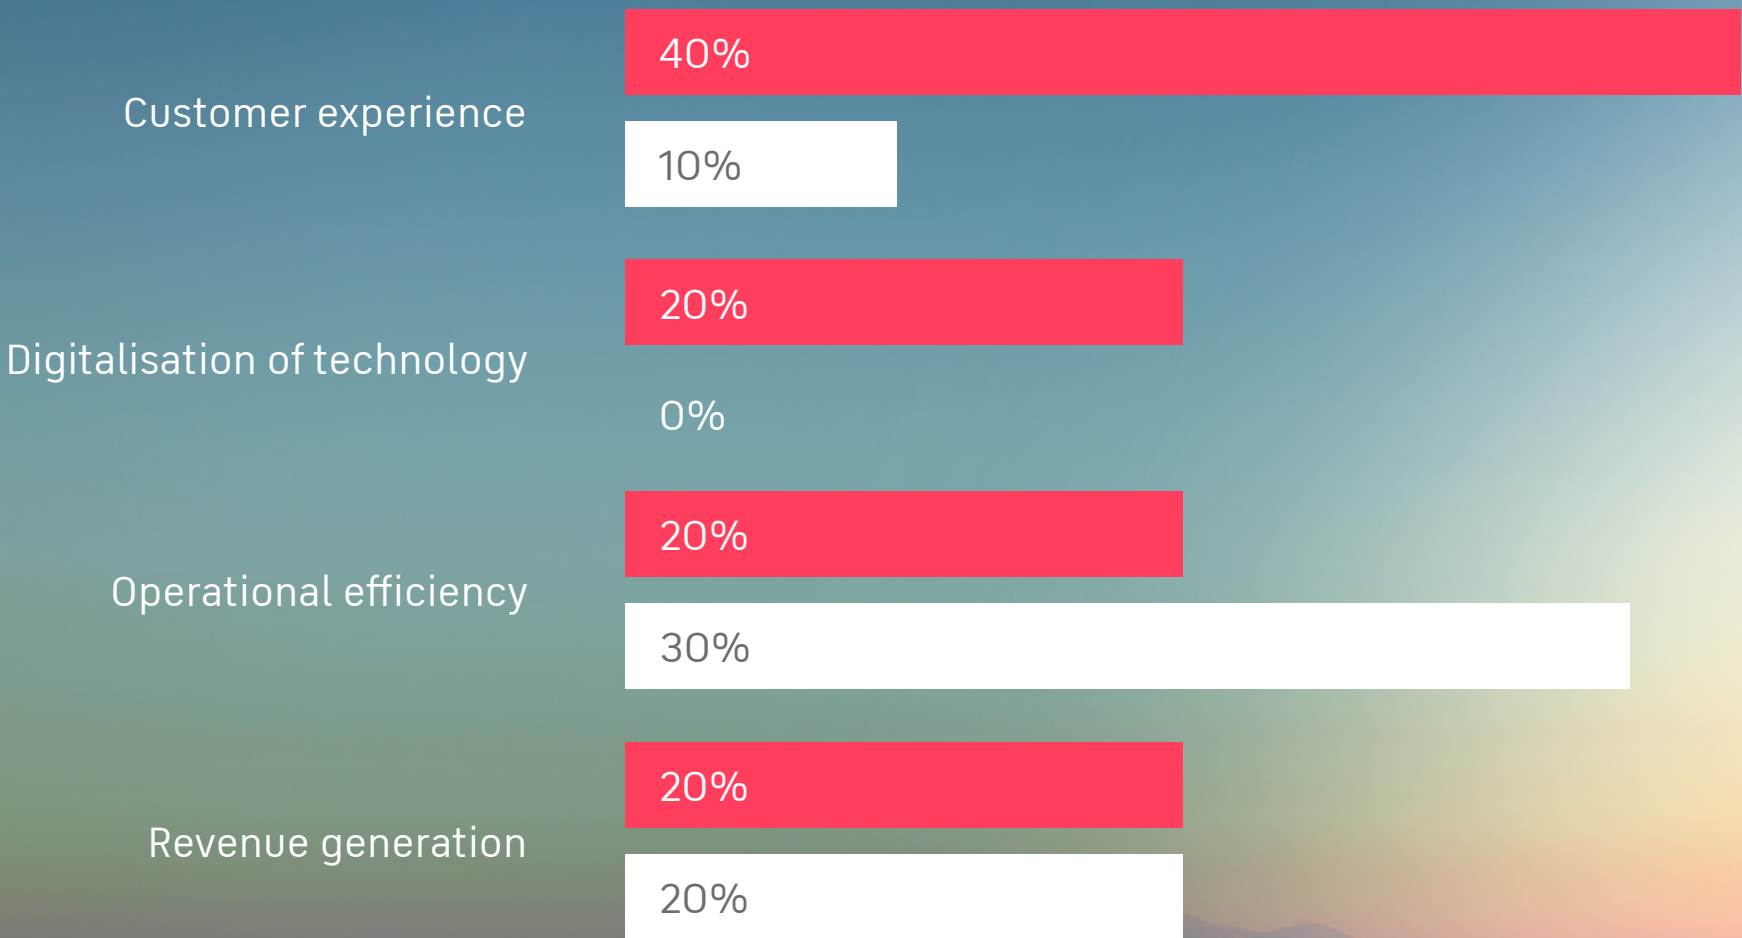 40%
Customer experience
10%
20%
Digitalisation of technology
0%
20%
Operational efficiency
30%
20%
Revenue generation
20%